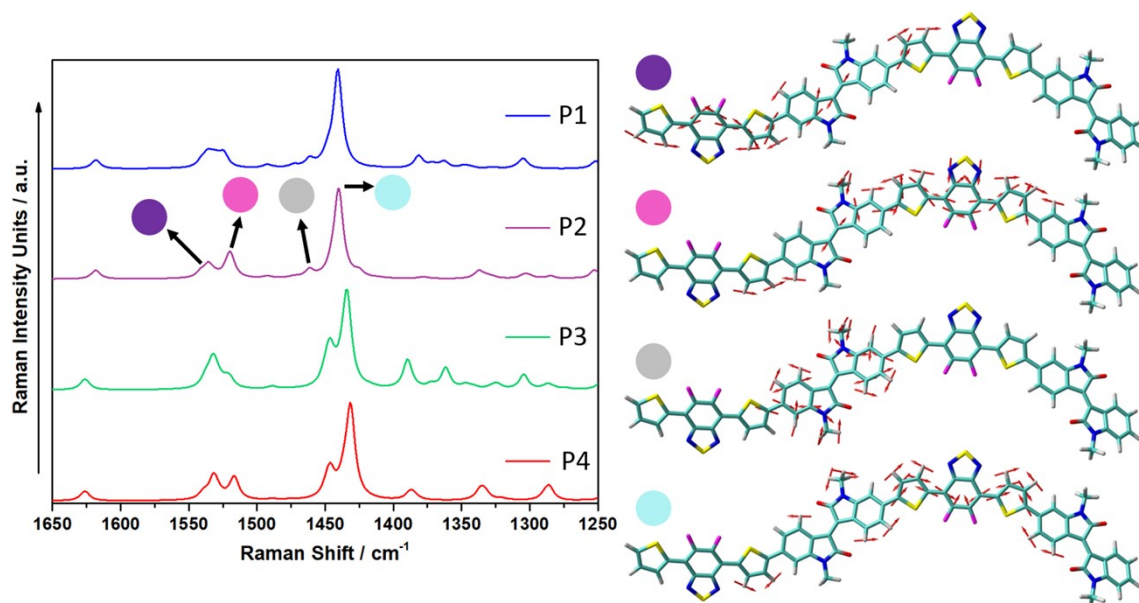 P1
P2
P3
P4
Raman Intensity Units / a.u.
1650 1600 1550 1500 1450 1400 1350 1300 1250
Raman Shift / cm⁻¹